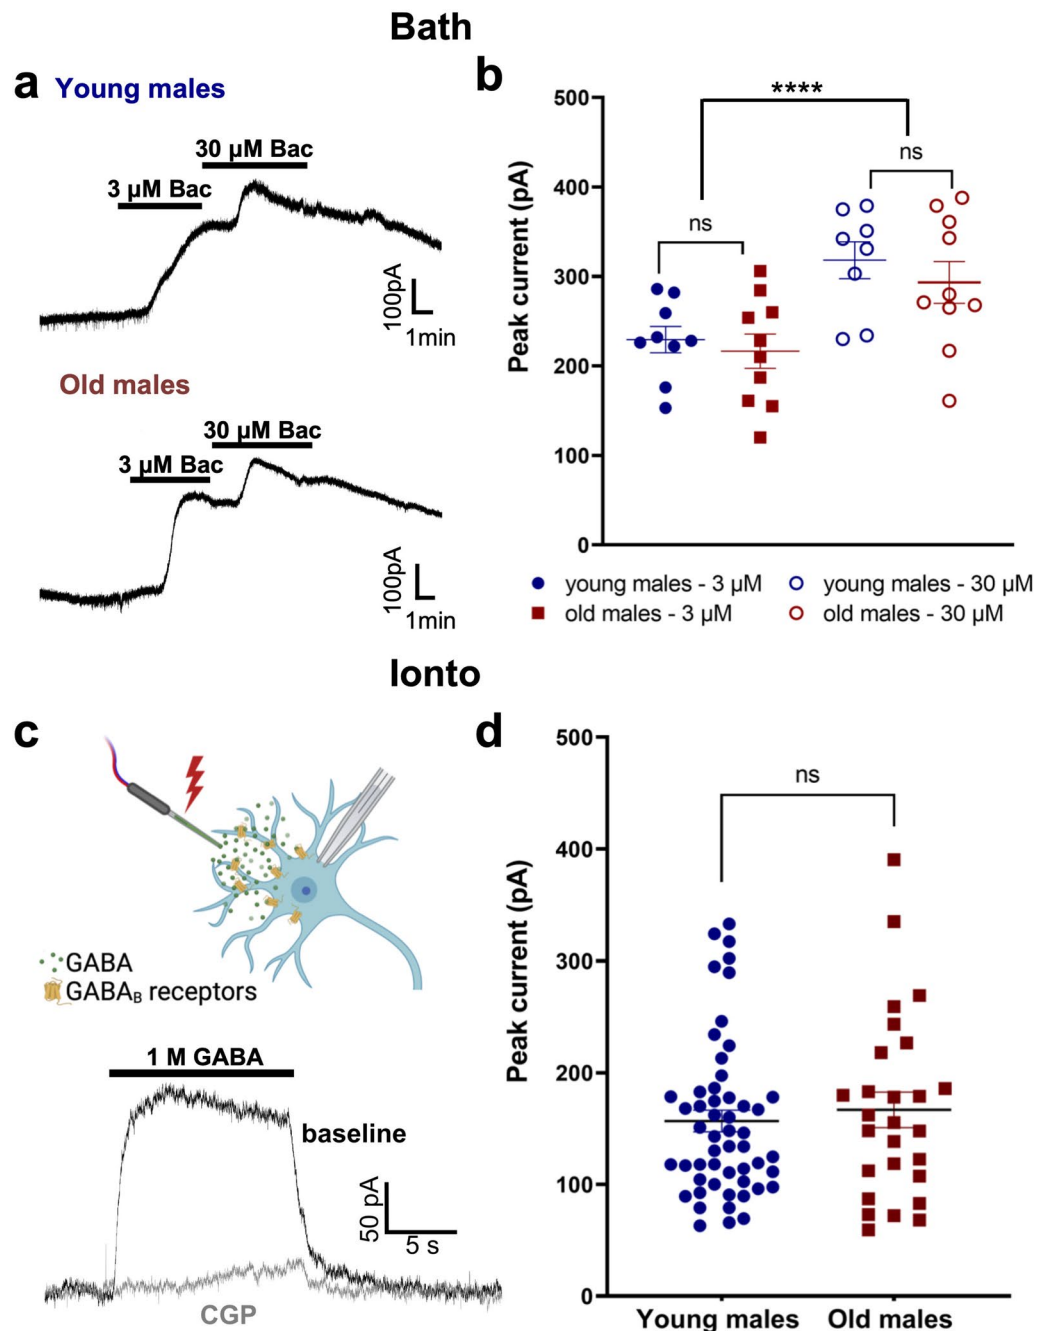 Bath
a
Young males
30 µM Bac
3 µM Bac
100pA
1min
Old males
30 µM Bac
3 µM Bac
100pA
1min
b
Peak current (pA)
500
400
300
200
100
0
****
ns
ns
young males - 3 µM
young males - 30 µM
old males - 3 µM
old males - 30 µM
Ionto
c
GABA
GABAB receptors
1 M GABA
baseline
50 pA
5 s
CGP
d
Peak current (pA)
500
400
300
200
100
0
ns
Young males
Old males